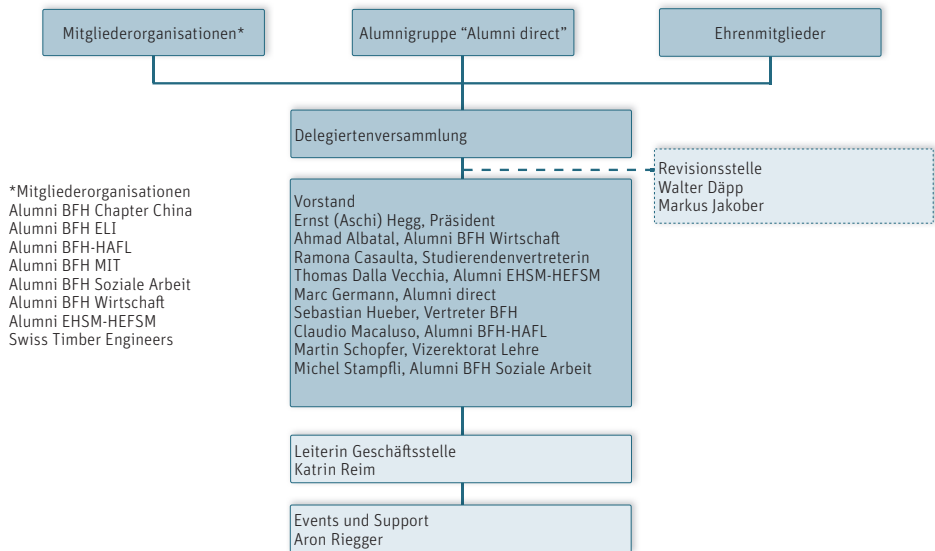 Mitgliederorganisationen*
Alumnigruppe “Alumni direct”
Ehrenmitglieder
Delegiertenversammlung
Revisionsstelle
Walter Däpp
Markus Jakober
*Mitgliederorganisationen
Alumni BFH Chapter China
Alumni BFH ELI
Alumni BFH-HAFL
Alumni BFH MIT
Alumni BFH Soziale Arbeit
Alumni BFH Wirtschaft
Alumni EHSM-HEFSM
Swiss Timber Engineers
Vorstand
Ernst (Aschi) Hegg, Präsident
Ahmad Albatal, Alumni BFH Wirtschaft
Ramona Casaulta, Studierendenvertreterin
Thomas Dalla Vecchia, Alumni EHSM-HEFSM
Marc Germann, Alumni direct
Sebastian Hueber, Vertreter BFH
Claudio Macaluso, Alumni BFH-HAFL
Martin Schopfer, Vizerektorat Lehre
Michel Stampfli, Alumni BFH Soziale Arbeit
Leiterin Geschäftsstelle
Katrin Reim
Events und Support
Aron Riegger